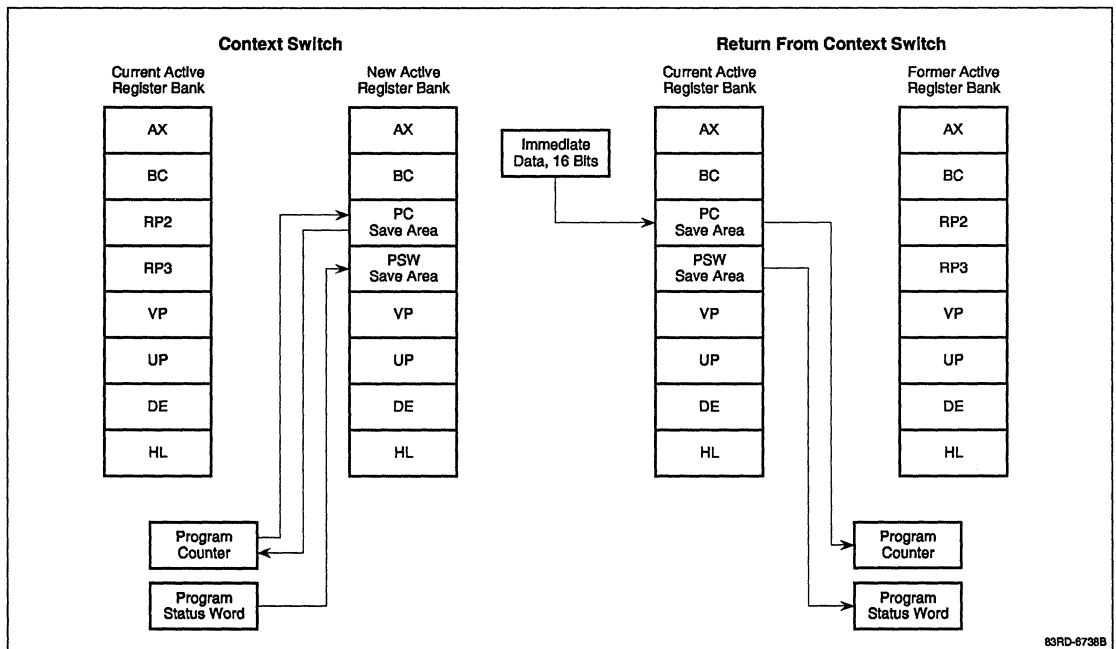 Context Switch
Current Active
Register Bank
New Active
Register Bank
AX
BC
RP2
RP3
VP
UP
DE
HL
AX
BC
PC
Save Area
PSW
Save Area
VP
UP
DE
HL
Program
Counter
Program
Status Word
Return From Context Switch
Immediate
Data, 16 Bits
Current Active
Register Bank
Former Active
Register Bank
AX
BC
PC
Save Area
PSW
Save Area
VP
UP
DE
HL
AX
BC
RP2
RP3
VP
UP
DE
HL
Program
Counter
Program
Status Word
83RD-6738B